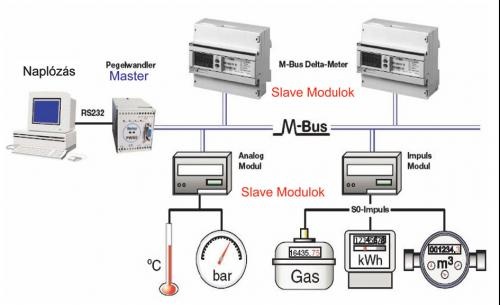 Naplózás
Pegelwandler
Master
RS232
M-Bus Delta-Meter
Slave Modulok
M-Bus
Analog
Modul
Impuls
Modul
Slave Modulok
S0-Impuls
°C
bar
16435.73
Gas
kWh
001234.
m³